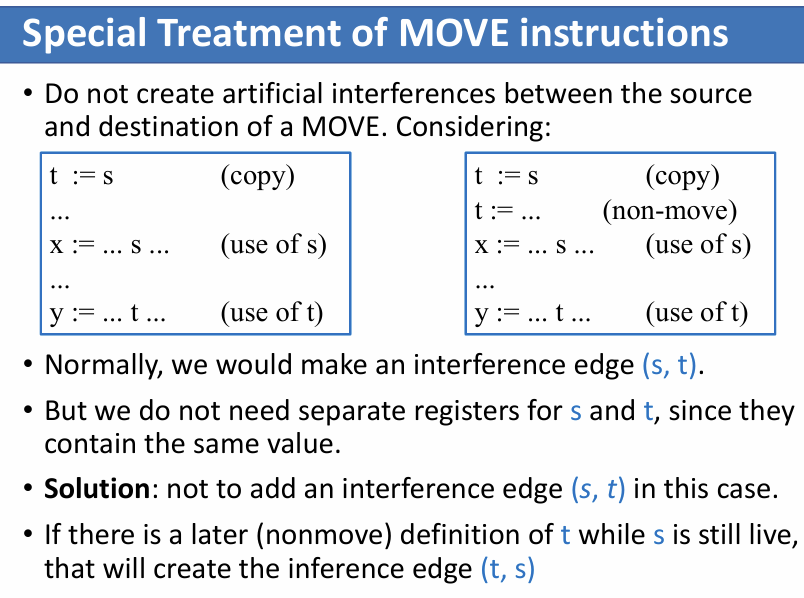 Special Treatment of MOVE instructions
• Do not create artificial interferences between the source
and destination of a MOVE. Considering:
t := s (copy)
...
x := ... s ... (use of s)
...
y := ... t ... (use of t)
t := s (copy)
t := ... (non-move)
x := ... s ... (use of s)
...
y := ... t ... (use of t)
• Normally, we would make an interference edge (s, t).
• But we do not need separate registers for s and t, since they
contain the same value.
• Solution: not to add an interference edge (s, t) in this case.
• If there is a later (nonmove) definition of t while s is still live,
that will create the inference edge (t, s)